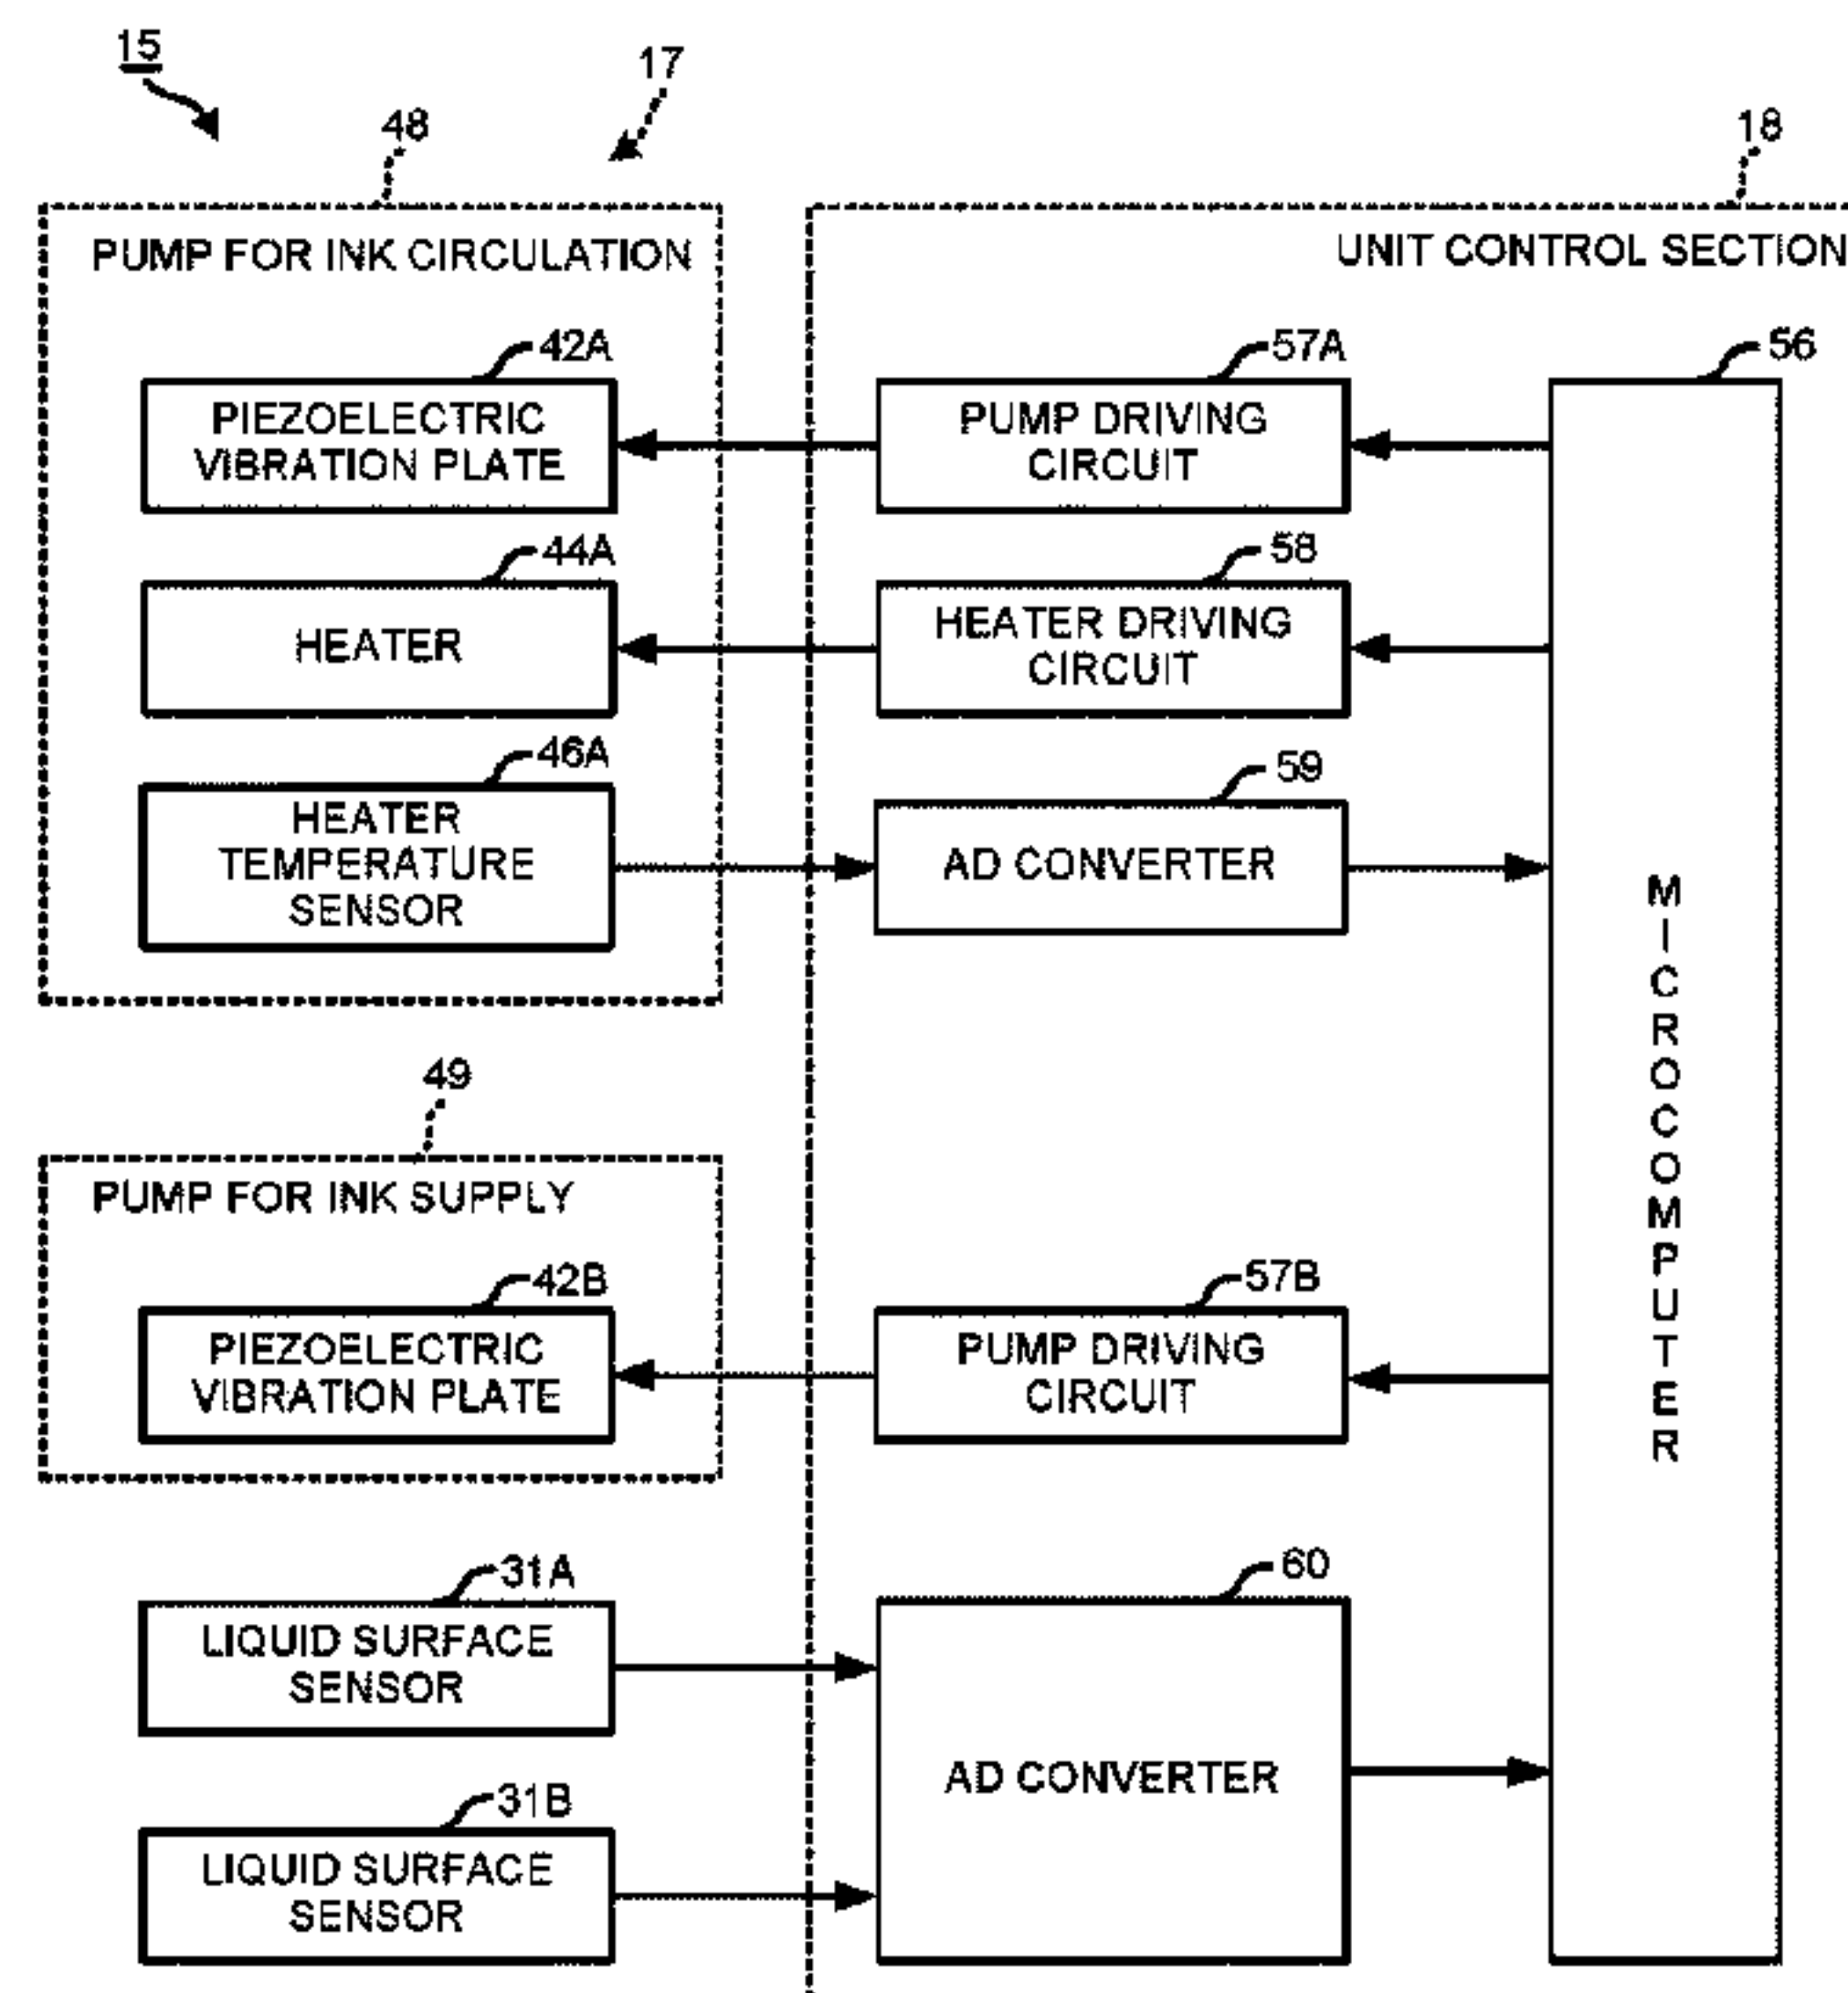 15
17
48
18
PUMP FOR INK CIRCULATION
UNIT CONTROL SECTION
42A
57A
56
PIEZOELECTRIC
VIBRATION PLATE
PUMP DRIVING
CIRCUIT
44A
58
HEATER
HEATER DRIVING
CIRCUIT
46A
59
HEATER
TEMPERATURE
SENSOR
AD CONVERTER
MICROCOMPUTER
49
PUMP FOR INK SUPPLY
42B
57B
PIEZOELECTRIC
VIBRATION PLATE
PUMP DRIVING
CIRCUIT
31A
60
LIQUID SURFACE
SENSOR
AD CONVERTER
31B
LIQUID SURFACE
SENSOR